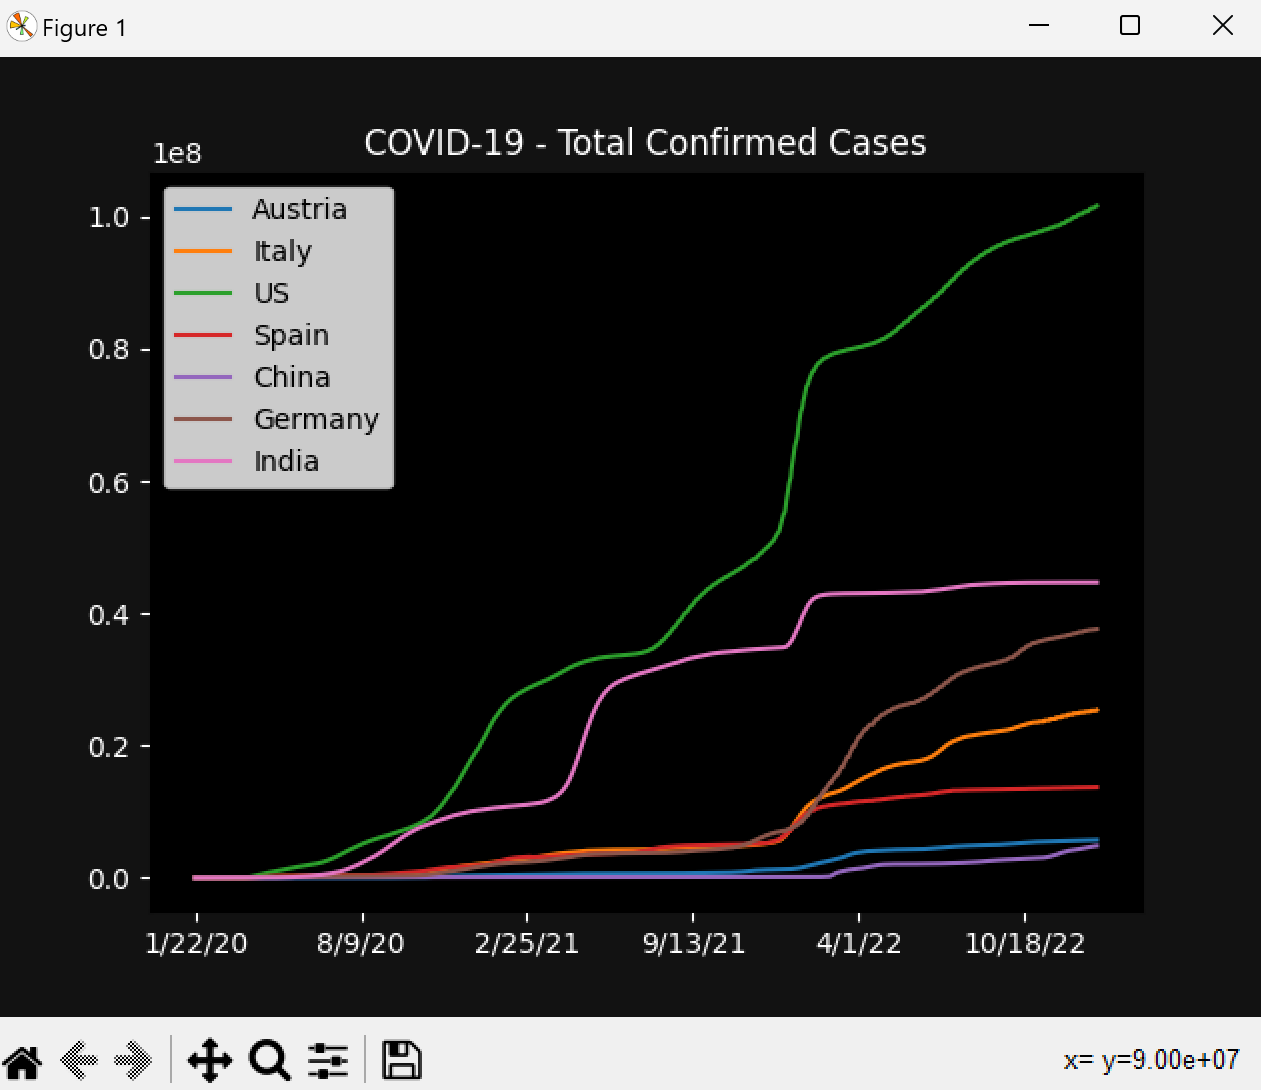 Figure 1
COVID-19 - Total Confirmed Cases
1e8
1.0
0.8
0.6
0.4
0.2
0.0
Austria
Italy
US
Spain
China
Germany
India
1/22/20 8/9/20 2/25/21 9/13/21 4/1/22 10/18/22
x= y=9.00e+07